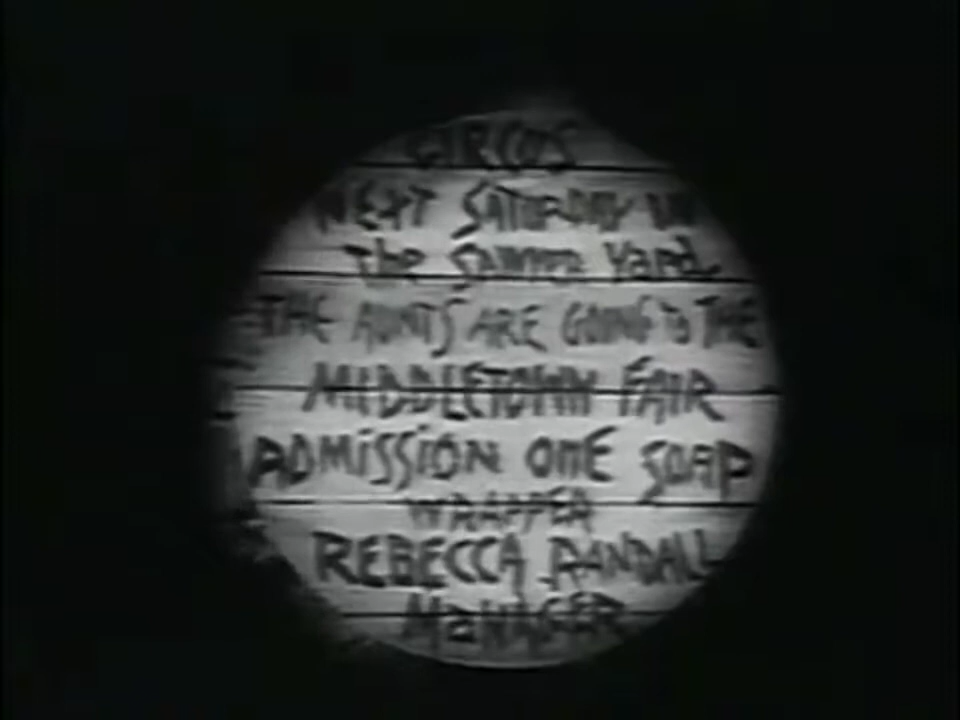 CIRCUS
NEXT SATURDAY IN
the Sawyer Yard
THE AUNTS ARE GOING TO THE
MIDDLETOWN FAIR
ADMISSION ONE SOAP
WRAPPER
REBECCA RANDALL
MANAGER